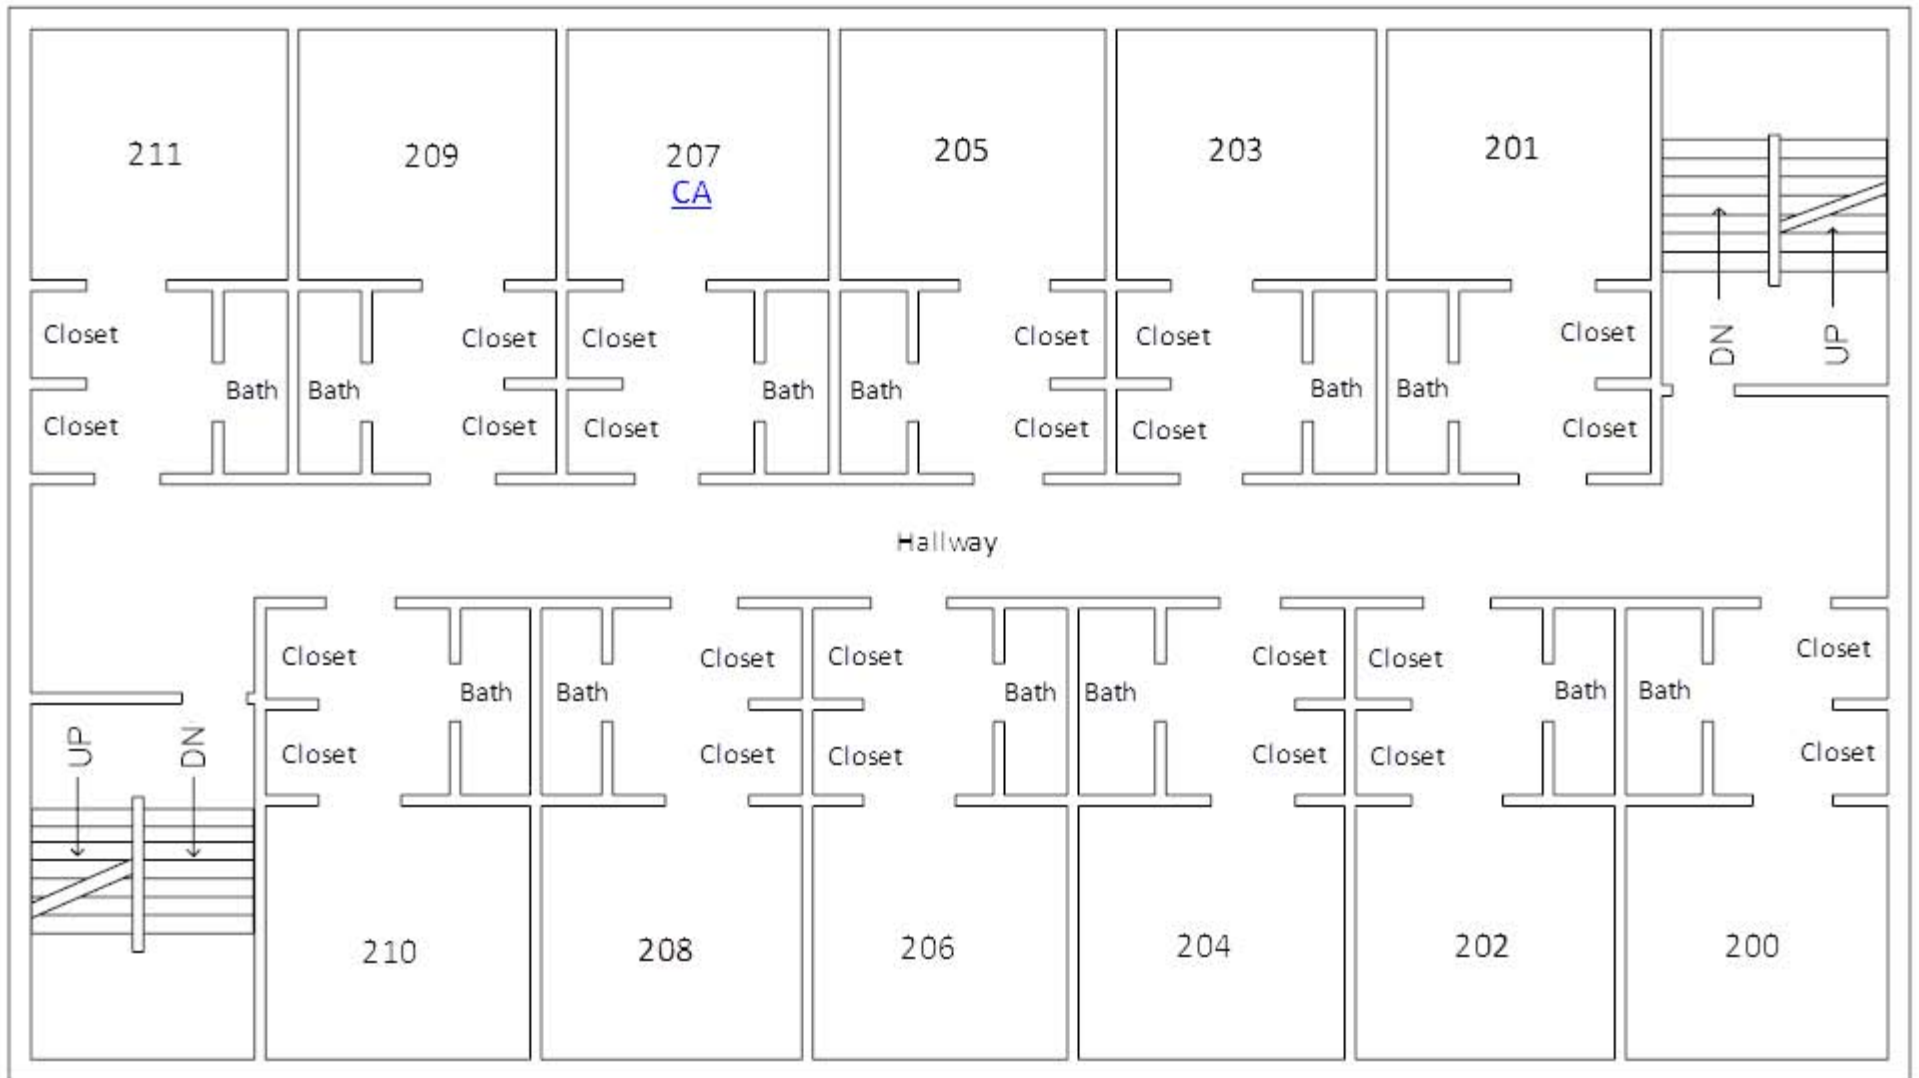 211 209 207 205 203 201
CA
DN UP
Closet Closet Closet Closet Closet Closet
Bath Bath Bath Bath Bath Bath
Closet Closet Closet Closet Closet Closet
Hallway
Closet Closet Closet Closet Closet Closet
Bath Bath Bath Bath Bath Bath
UP DN
Closet Closet Closet Closet Closet Closet
210 208 206 204 202 200